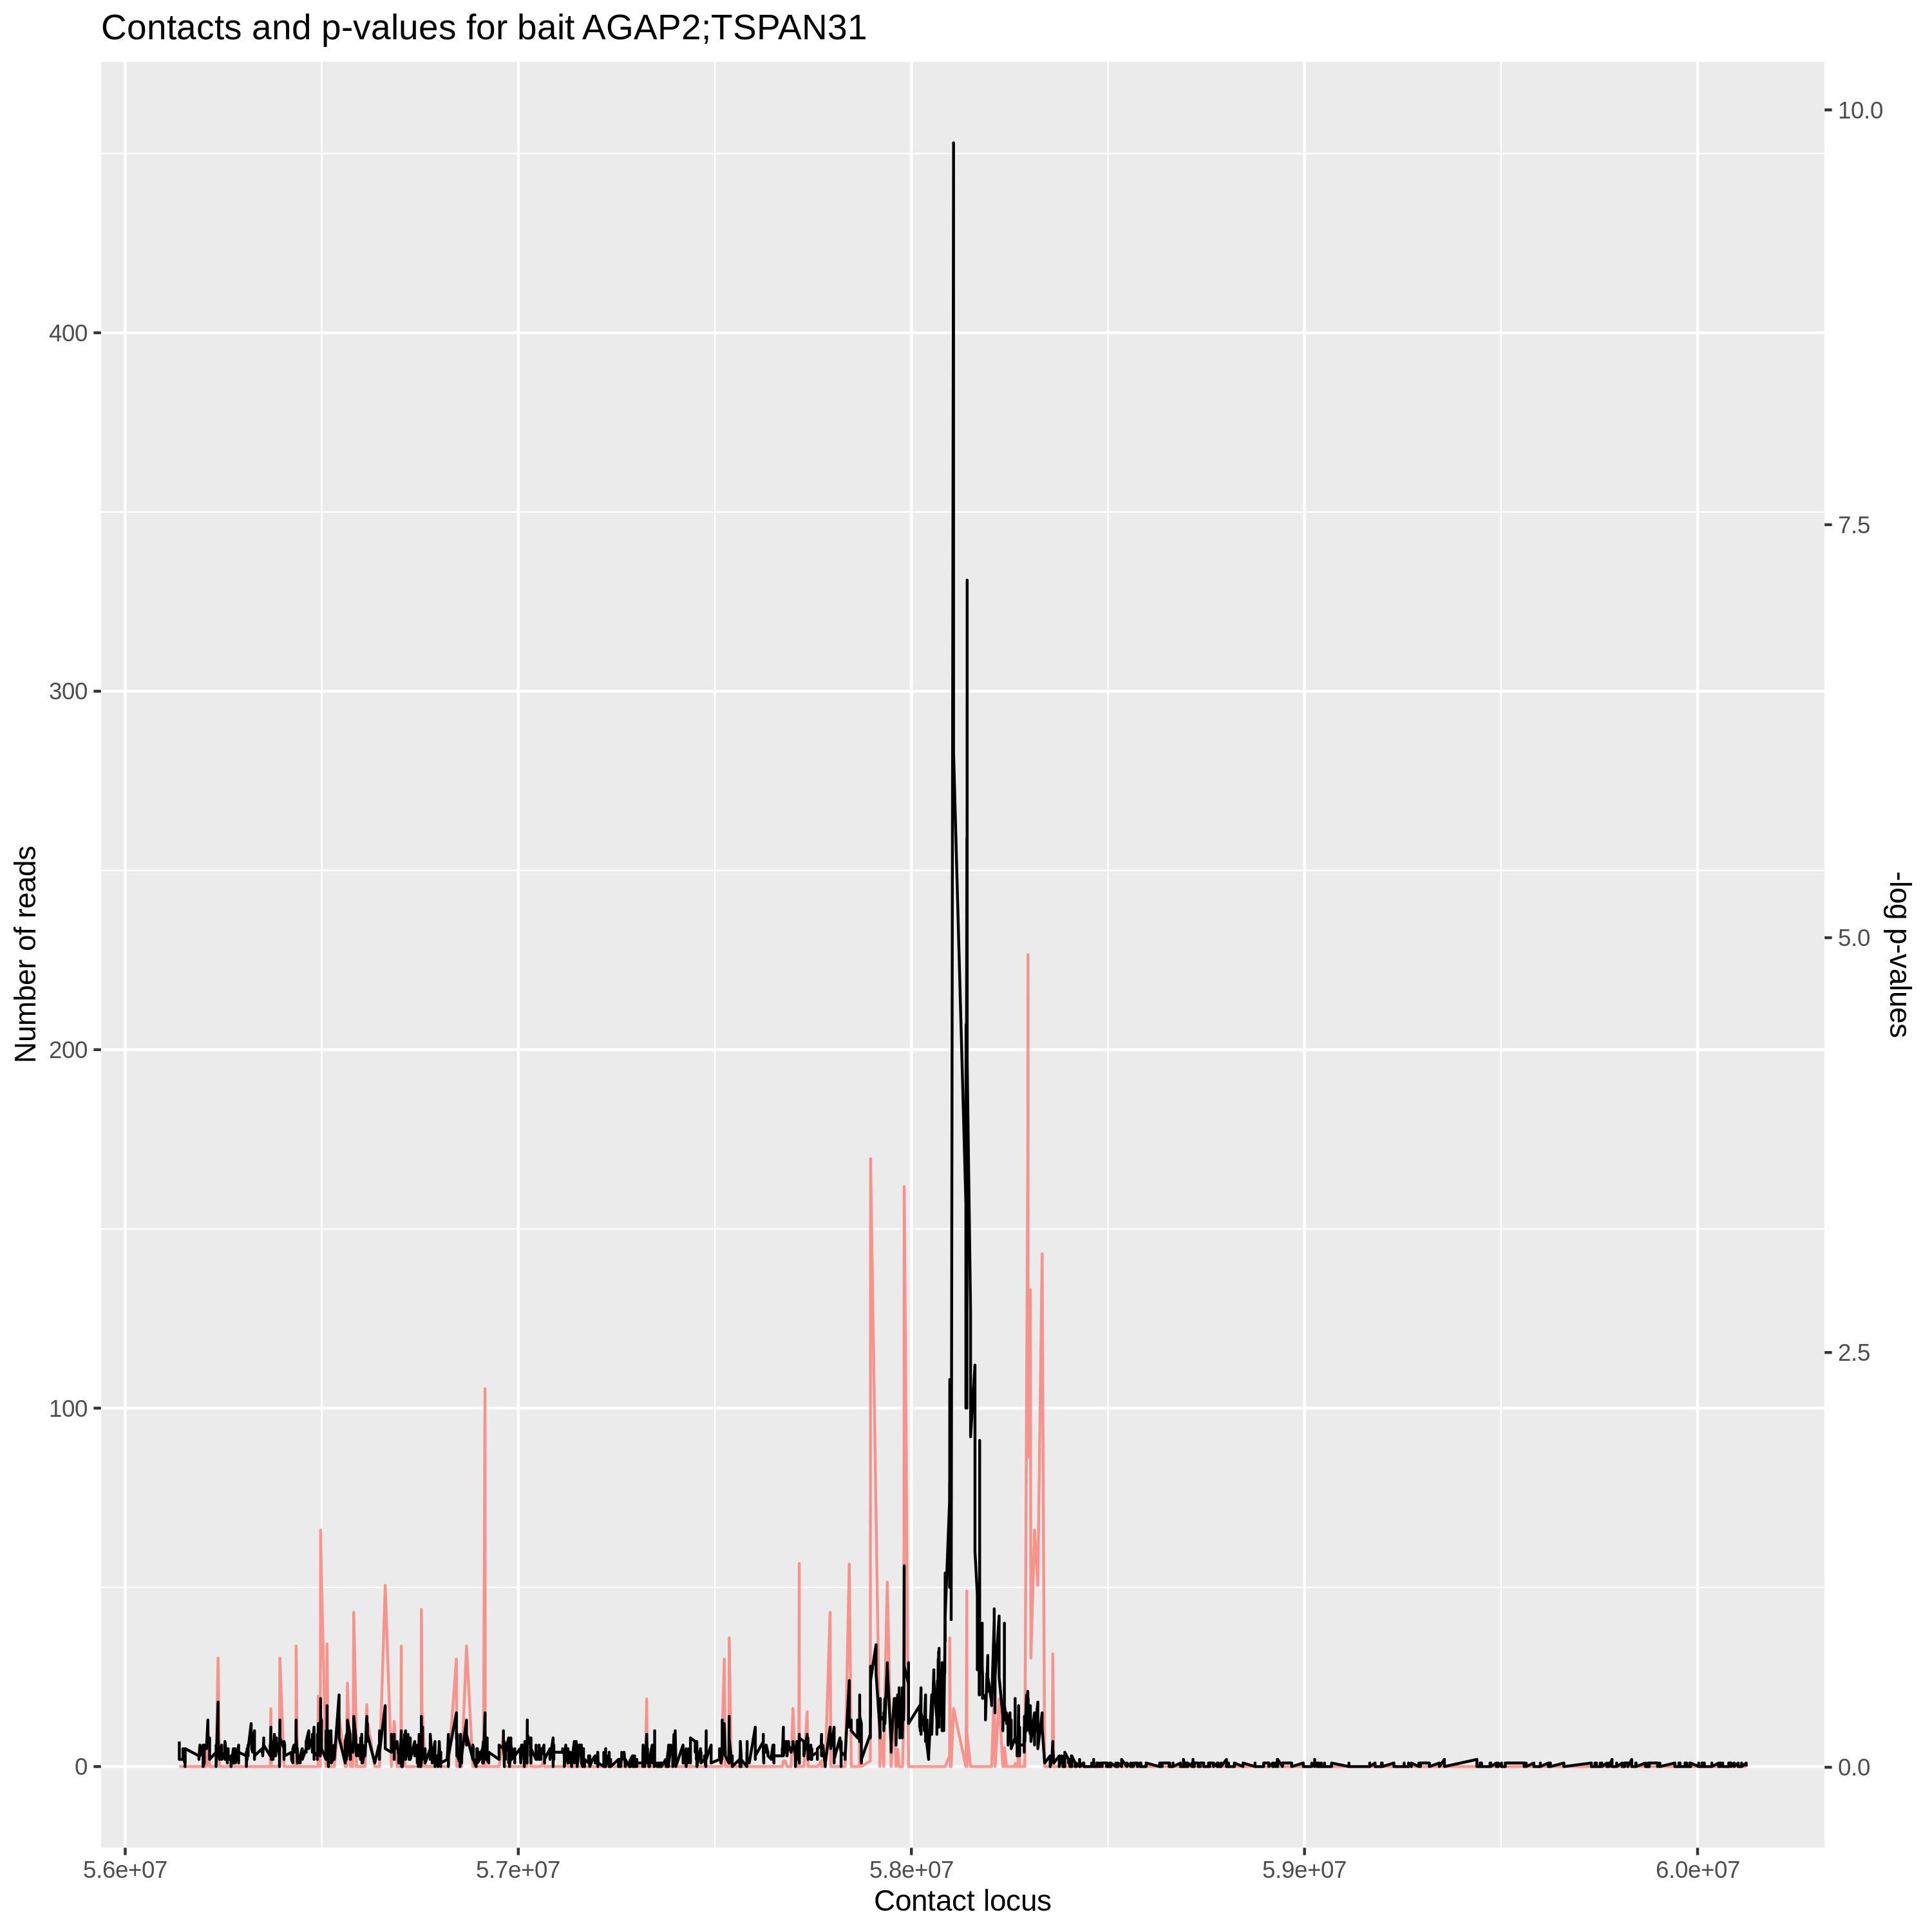 Contacts and p-values for bait AGAP2;TSPAN31
Number of reads
400
300
200
100
0
10.0
7.5
5.0
2.5
0.0
-log p-values
5.6e+07
5.7e+07
5.8e+07
5.9e+07
6.0e+07
Contact locus